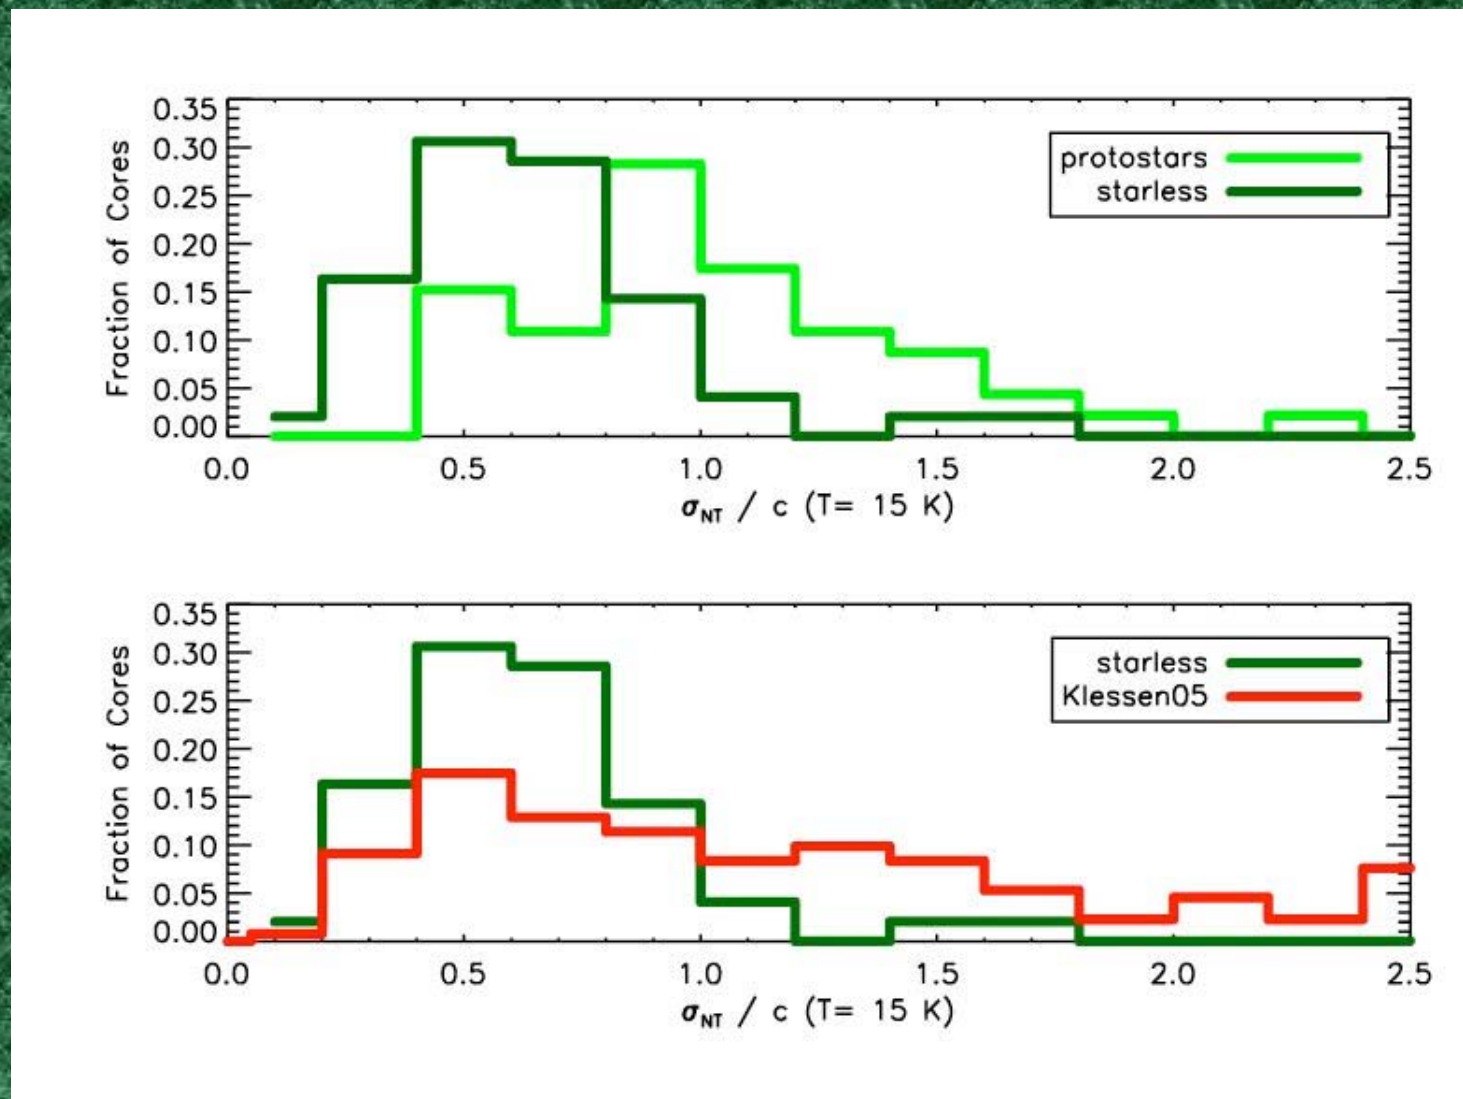 0.35
0.30
0.25
0.20
0.15
0.10
0.05
0.00
Fraction of Cores
protostars
starless
0.0 0.5 1.0 1.5 2.0 2.5
σNT / c (T= 15 K)
0.35
0.30
0.25
0.20
0.15
0.10
0.05
0.00
Fraction of Cores
starless
Klessen05
0.0 0.5 1.0 1.5 2.0 2.5
σNT / c (T= 15 K)